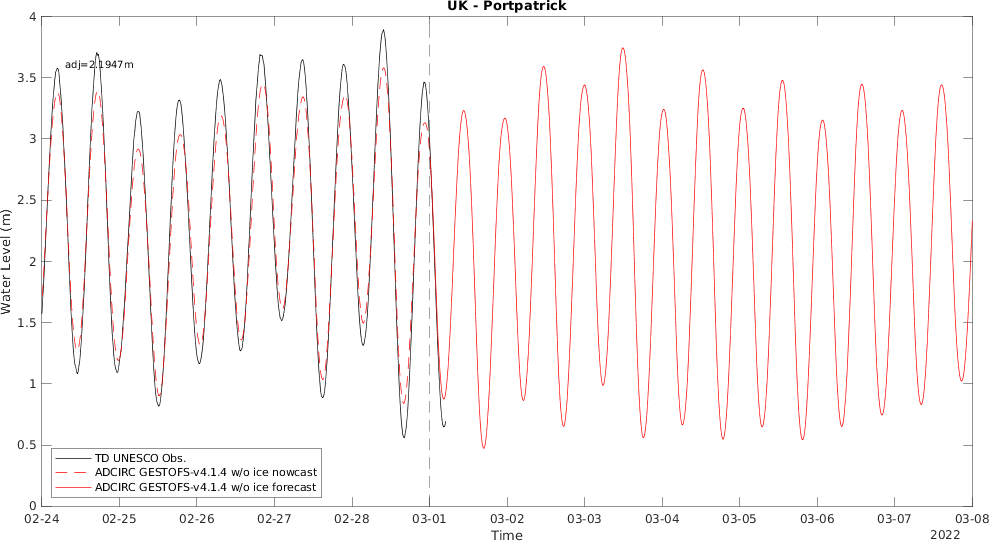 UK - Portpatrick
adj=2.1947m
Water Level (m)
4
3.5
3
2.5
2
1.5
1
0.5
0
TD UNESCO Obs.
ADCIRC GESTOFS-v4.1.4 w/o ice nowcast
ADCIRC GESTOFS-v4.1.4 w/o ice forecast
02-24 02-25 02-26 02-27 02-28 03-01 03-02 03-03 03-04 03-05 03-06 03-07 03-08
Time
2022